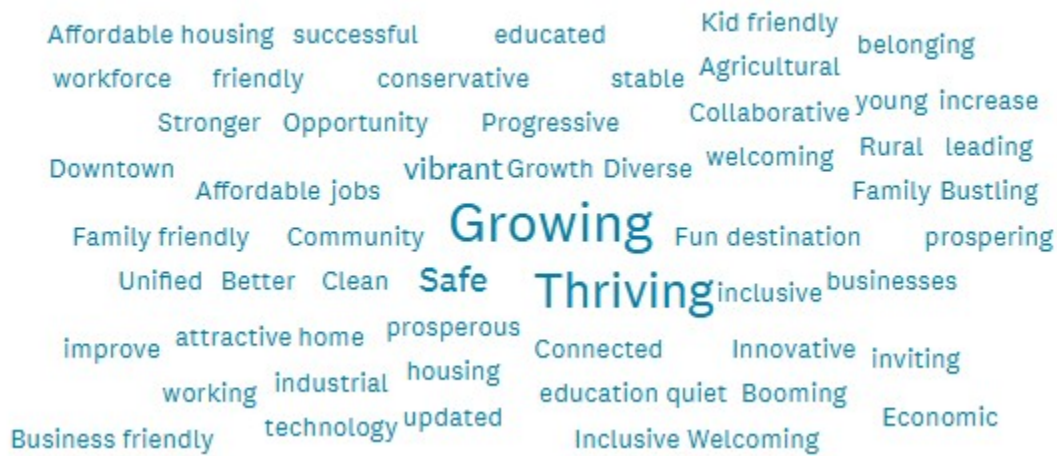 Affordable housing successful educated Kid friendly
belonging
workforce friendly conservative stable Agricultural
Stronger Opportunity Progressive Collaborative young increase
Downtown vibrant Growth Diverse welcoming Rural leading
Affordable jobs Family Bustling
Family friendly Community Growing Fun destination prospering
Unified Better Clean Safe Thriving inclusive businesses
improve attractive home prosperous Connected Innovative inviting
working industrial housing education quiet Booming
Business friendly technology updated Inclusive Welcoming Economic